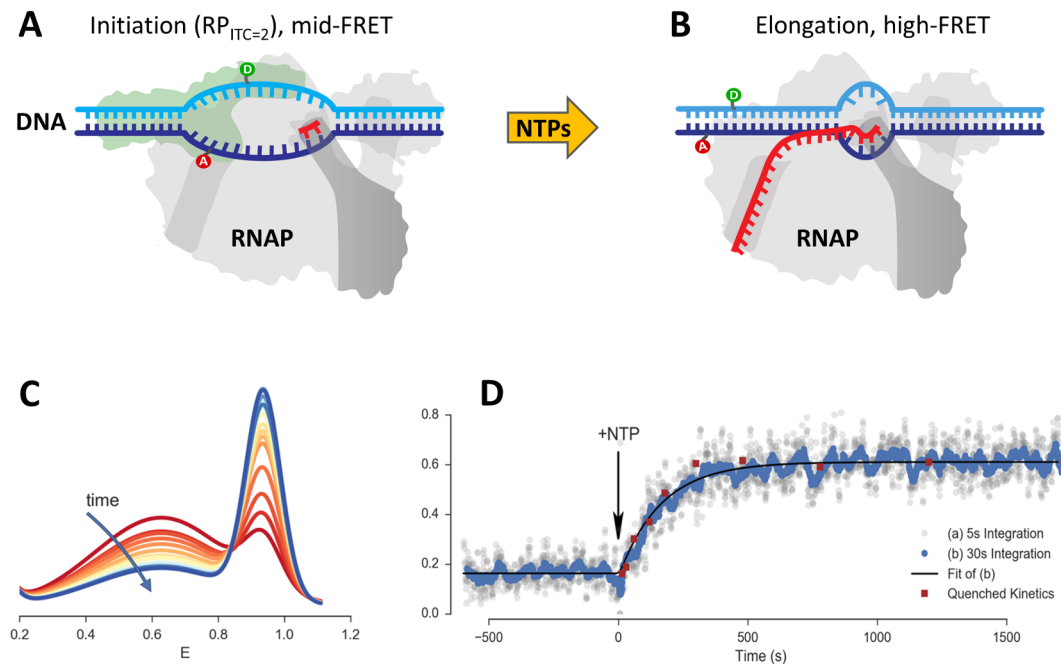 A
Initiation (RP_ITC=2), mid-FRET
D
DNA
A
RNAP
NTPs
B
Elongation, high-FRET
D
A
RNAP
C
time
0.2 0.4 0.6 0.8 1.0 1.2
E
D
0.8
0.6
0.4
0.2
0.0
+NTP
(a) 5s Integration
(b) 30s Integration
Fit of (b)
Quenched Kinetics
−500 0 500 1000 1500
Time (s)